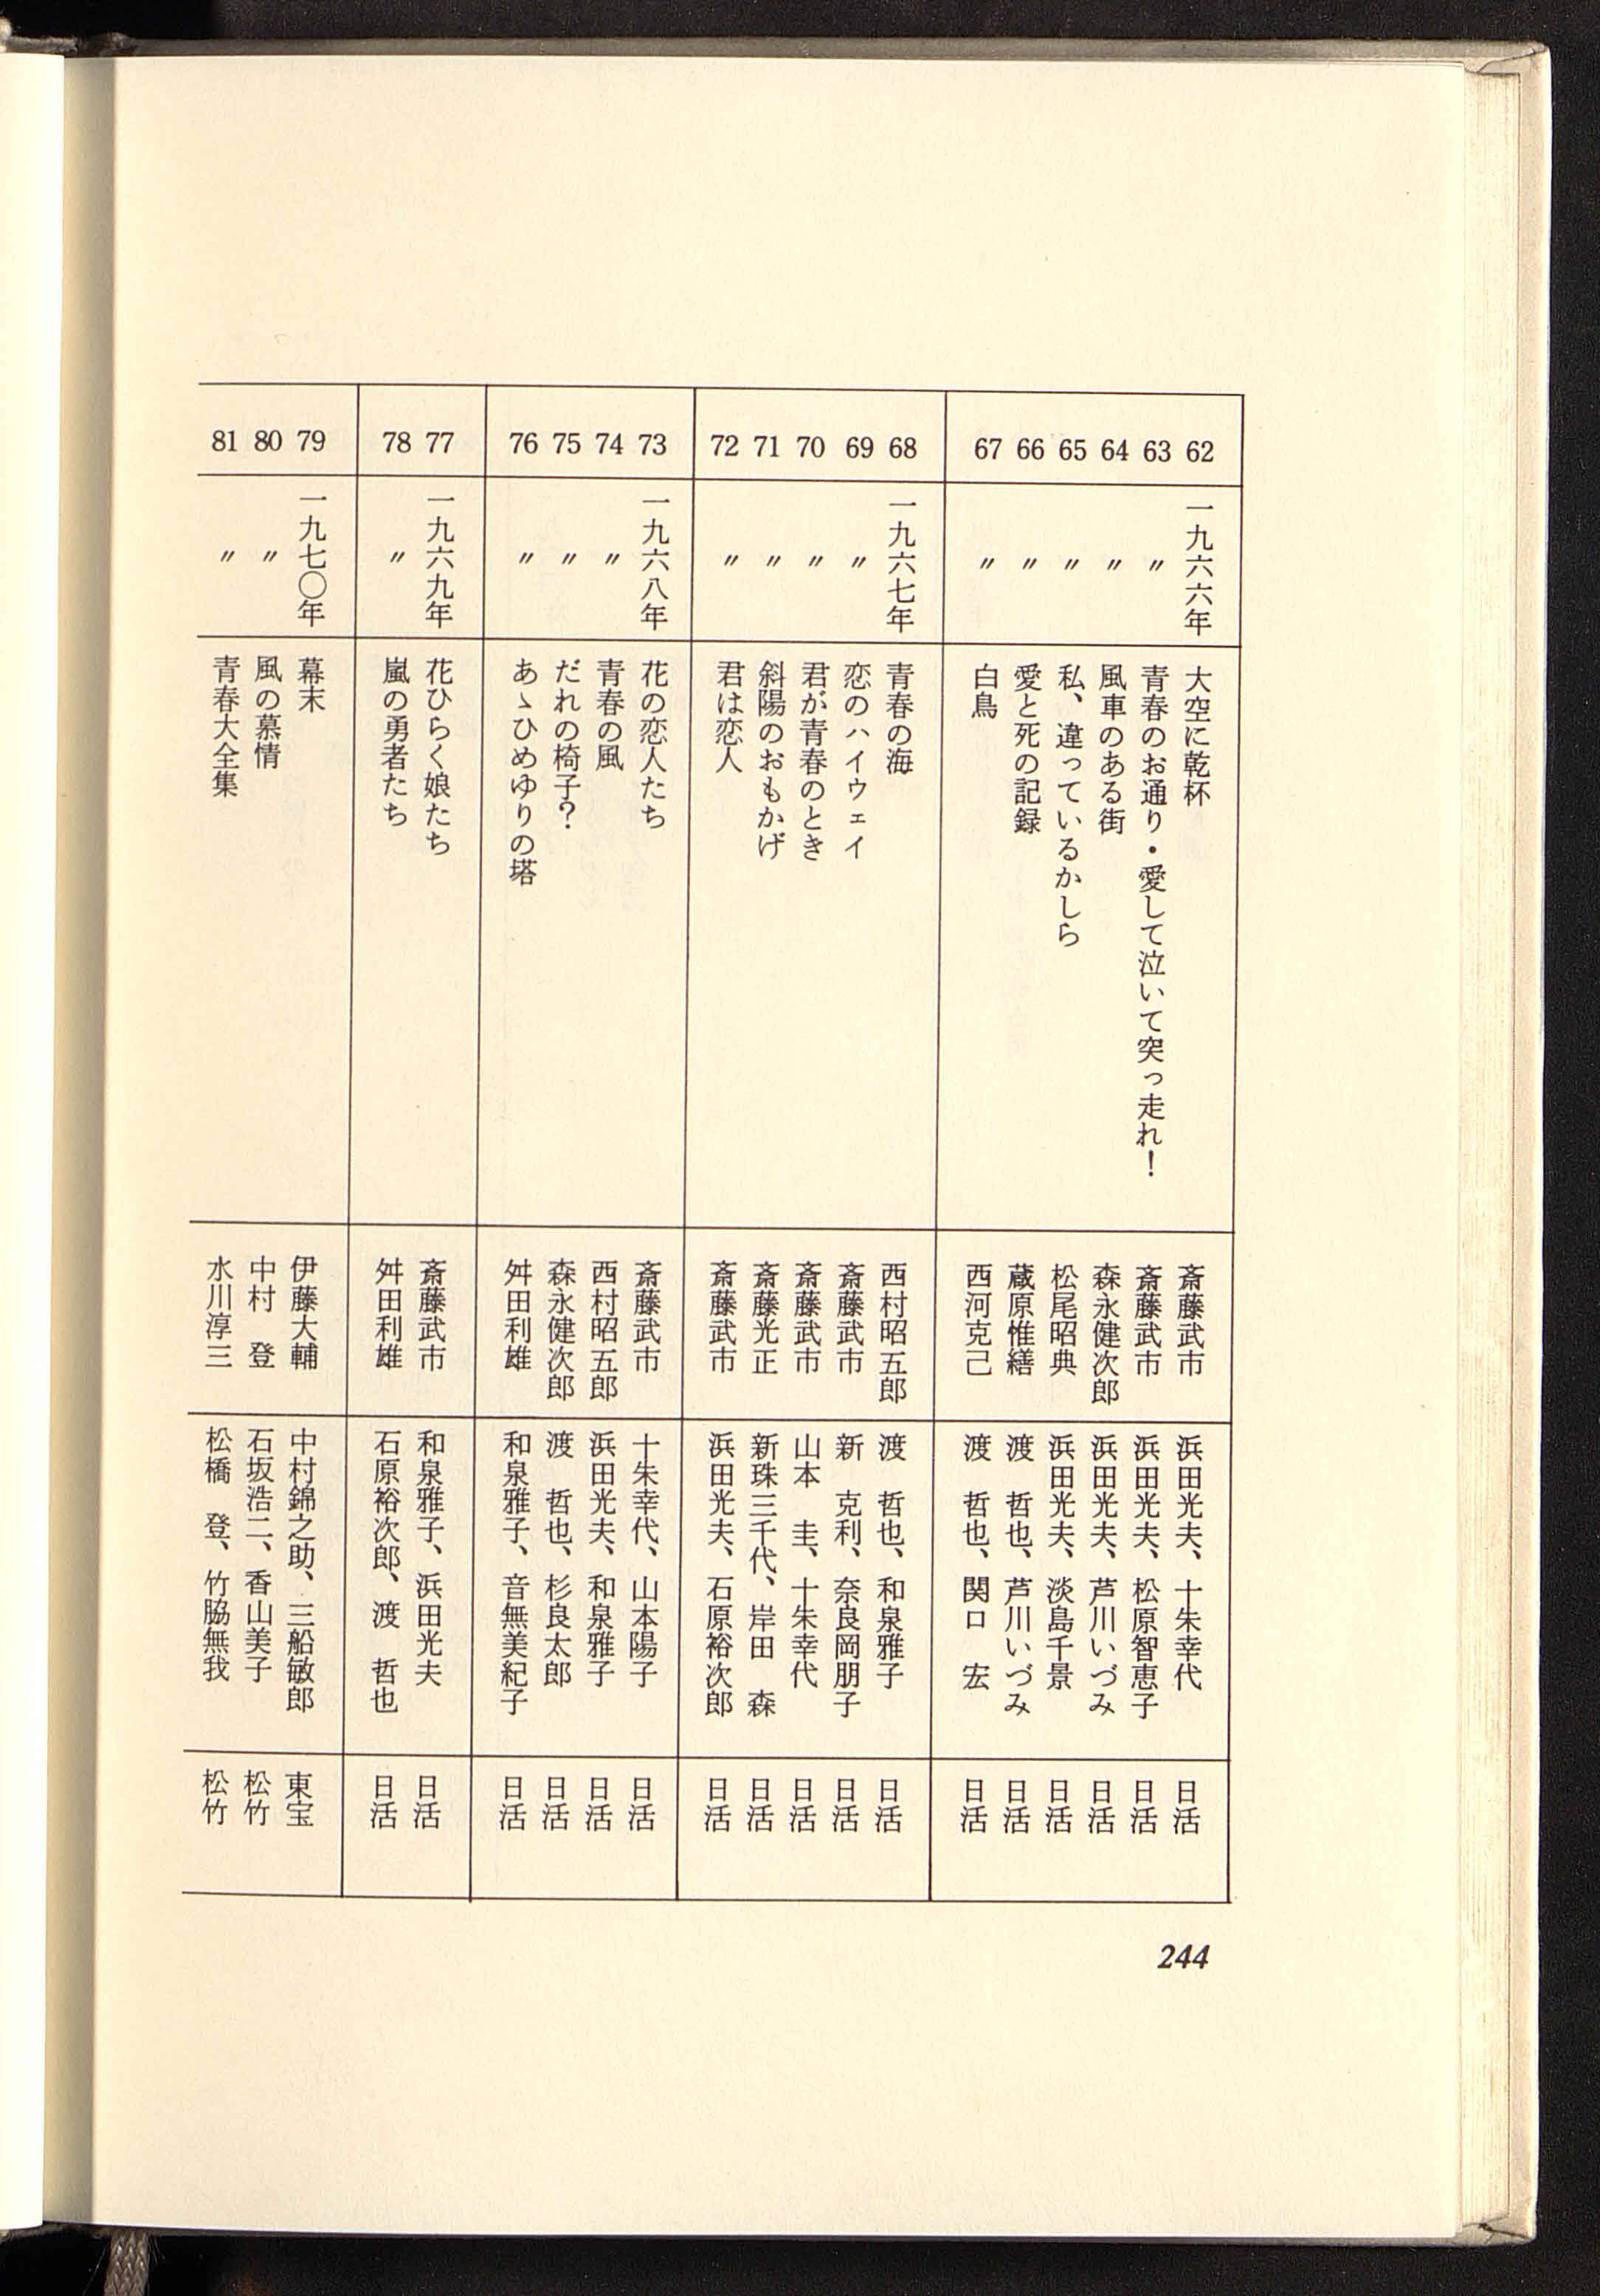 62 一九六六年 大空に乾杯 斎藤武市 浜田光夫、十朱幸代 日活
63 〃 青春のお通り・愛して泣いて突っ走れ！ 斎藤武市 浜田光夫、松原智恵子 日活
64 〃 風車のある街 森永健次郎 浜田光夫、芦川いづみ 日活
65 〃 私、違っているかしら 松尾昭典 浜田光夫、淡島千景 日活
66 〃 愛と死の記録 蔵原惟繕 渡 哲也、芦川いづみ 日活
67 〃 白鳥 西河克己 渡 哲也、関口 宏 日活
68 一九六七年 青春の海 西村昭五郎 渡 哲也、和泉雅子 日活
69 〃 恋のハイウェイ 斎藤武市 新 克利、奈良岡朋子 日活
70 〃 君が青春のとき 斎藤武市 山本 圭、十朱幸代 日活
71 〃 斜陽のおもかげ 斎藤光正 新珠三千代、岸田 森 日活
72 〃 君は恋人 斎藤武市 浜田光夫、石原裕次郎 日活
73 一九六八年 花の恋人たち 斎藤武市 十朱幸代、山本陽子 日活
74 〃 青春の風 西村昭五郎 浜田光夫、和泉雅子 日活
75 〃 だれの椅子？ 森永健次郎 渡 哲也、杉良太郎 日活
76 〃 あゝひめゆりの塔 舛田利雄 和泉雅子、音無美紀子 日活
77 一九六九年 花ひらく娘たち 斎藤武市 和泉雅子、浜田光夫 日活
78 〃 嵐の勇者たち 舛田利雄 石原裕次郎、渡 哲也 日活
79 一九七〇年 幕末 伊藤大輔 中村錦之助、三船敏郎 東宝
80 〃 風の慕情 中村 登 石坂浩二、香山美子 松竹
81 〃 青春大全集 水川淳三 松橋 登、竹脇無我 松竹
244